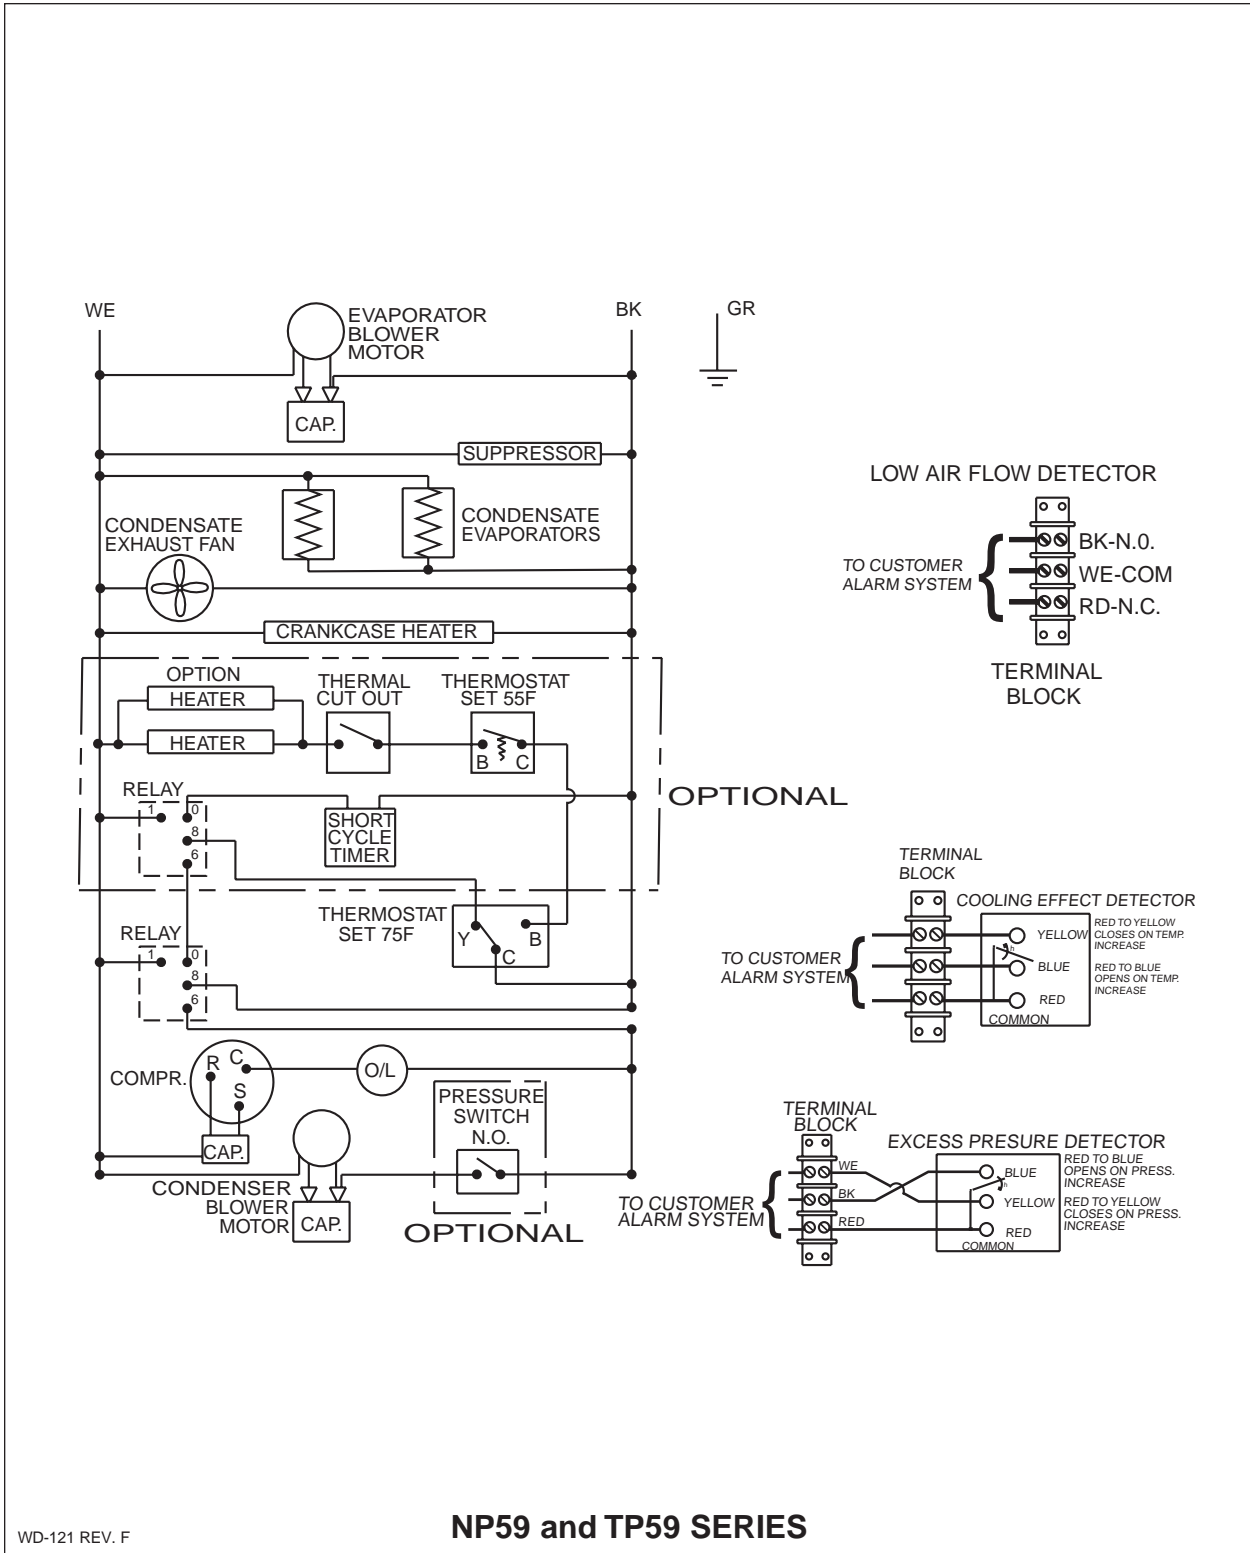 WE
BK
GR
EVAPORATOR
BLOWER
MOTOR
CAP.
SUPPRESSOR
CONDENSATE
EVAPORATORS
CONDENSATE
EXHAUST FAN
CRANKCASE HEATER
OPTION
HEATER
HEATER
THERMAL
CUT OUT
THERMOSTAT
SET 55F
B C
OPTIONAL
RELAY
1 0
8
6
SHORT
CYCLE
TIMER
THERMOSTAT
SET 75F
Y B
C
RELAY
1 0
8
6
COMPR.
R C
S
CAP.
O/L
PRESSURE
SWITCH
N.O.
OPTIONAL
CONDENSER
BLOWER
MOTOR
CAP.
LOW AIR FLOW DETECTOR
TO CUSTOMER
ALARM SYSTEM
BK-N.0.
WE-COM
RD-N.C.
TERMINAL
BLOCK
TERMINAL
BLOCK
COOLING EFFECT DETECTOR
TO CUSTOMER
ALARM SYSTEM
YELLOW
BLUE
RED
COMMON
h
RED TO YELLOW
CLOSES ON TEMP.
INCREASE
RED TO BLUE
OPENS ON TEMP.
INCREASE
TERMINAL
BLOCK
EXCESS PRESURE DETECTOR
TO CUSTOMER
ALARM SYSTEM
WE
BK
RED
BLUE
YELLOW
RED
COMMON
h
RED TO BLUE
OPENS ON PRESS.
INCREASE
RED TO YELLOW
CLOSES ON PRESS.
INCREASE
WD-121 REV. F
NP59 and TP59 SERIES